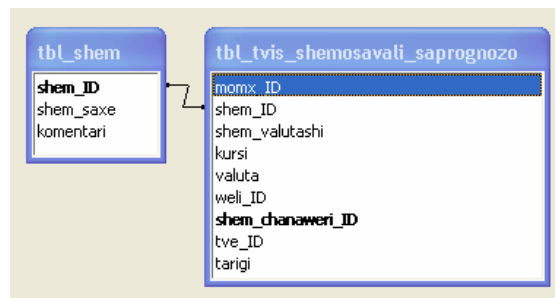 tbl_shem
shem_ID
shem_saxe
komentari
tbl_tvis_shemosavali_saprognozo
momx_ID
shem_ID
shem_valutashi
kursi
valuta
weli_ID
shem_chanaweri_ID
tve_ID
tarigi